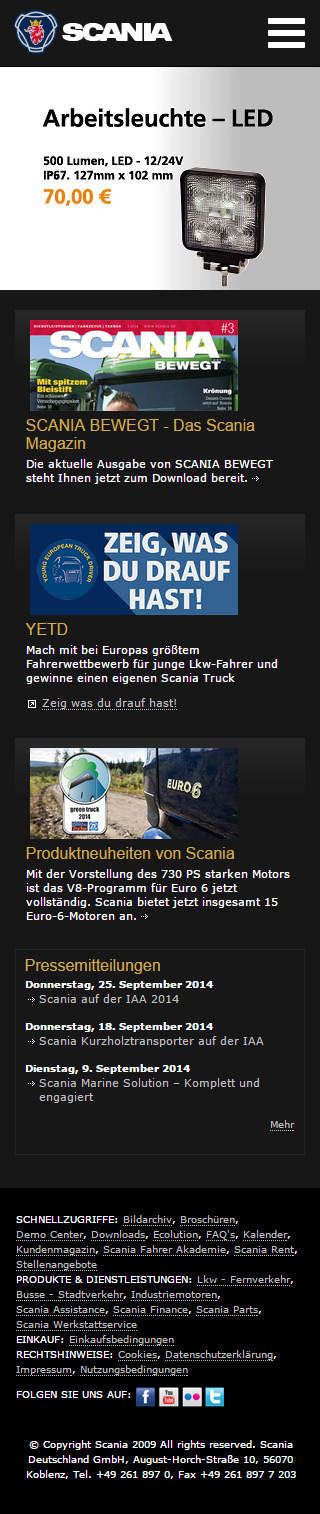 SCANIA
Arbeitsleuchte – LED
500 Lumen, LED - 12/24V
IP67. 127mm x 102 mm
70,00 €
DIENSTLEISTUNGEN | FAHRZEUGE | TRENDS
#3
SCANIA
BEWEGT
Mit spitzem
Bleistift
Krönung
SCANIA BEWEGT - Das Scania
Magazin
Die aktuelle Ausgabe von SCANIA BEWEGT
steht Ihnen jetzt zum Download bereit.
YOUNG EUROPEAN TRUCK DRIVER
ZEIG, WAS
DU DRAUF
HAST!
YETD
Mach mit bei Europas größtem
Fahrerwettbewerb für junge Lkw-Fahrer und
gewinne einen eigenen Scania Truck
Zeig was du drauf hast!
green truck
2014
EURO6
Produktneuheiten von Scania
Mit der Vorstellung des 730 PS starken Motors
ist das V8-Programm für Euro 6 jetzt
vollständig. Scania bietet jetzt insgesamt 15
Euro-6-Motoren an.
Pressemitteilungen
Donnerstag, 25. September 2014
Scania auf der IAA 2014
Donnerstag, 18. September 2014
Scania Kurzholztransporter auf der IAA
Dienstag, 9. September 2014
Scania Marine Solution – Komplett und
engagiert
Mehr
SCHNELLZUGRIFFE: Bildarchiv, Broschüren,
Demo Center, Downloads, Ecolution, FAQ's, Kalender,
Kundenmagazin, Scania Fahrer Akademie, Scania Rent,
Stellenangebote
PRODUKTE & DIENSTLEISTUNGEN: Lkw - Fernverkehr,
Busse - Stadtverkehr, Industriemotoren,
Scania Assistance, Scania Finance, Scania Parts,
Scania Werkstattservice
EINKAUF: Einkaufsbedingungen
RECHTSHINWEISE: Cookies, Datenschutzerklärung,
Impressum, Nutzungsbedingungen
FOLGEN SIE UNS AUF:
© Copyright Scania 2009 All rights reserved. Scania
Deutschland GmbH, August-Horch-Straße 10, 56070
Koblenz, Tel. +49 261 897 0, Fax +49 261 897 7 203